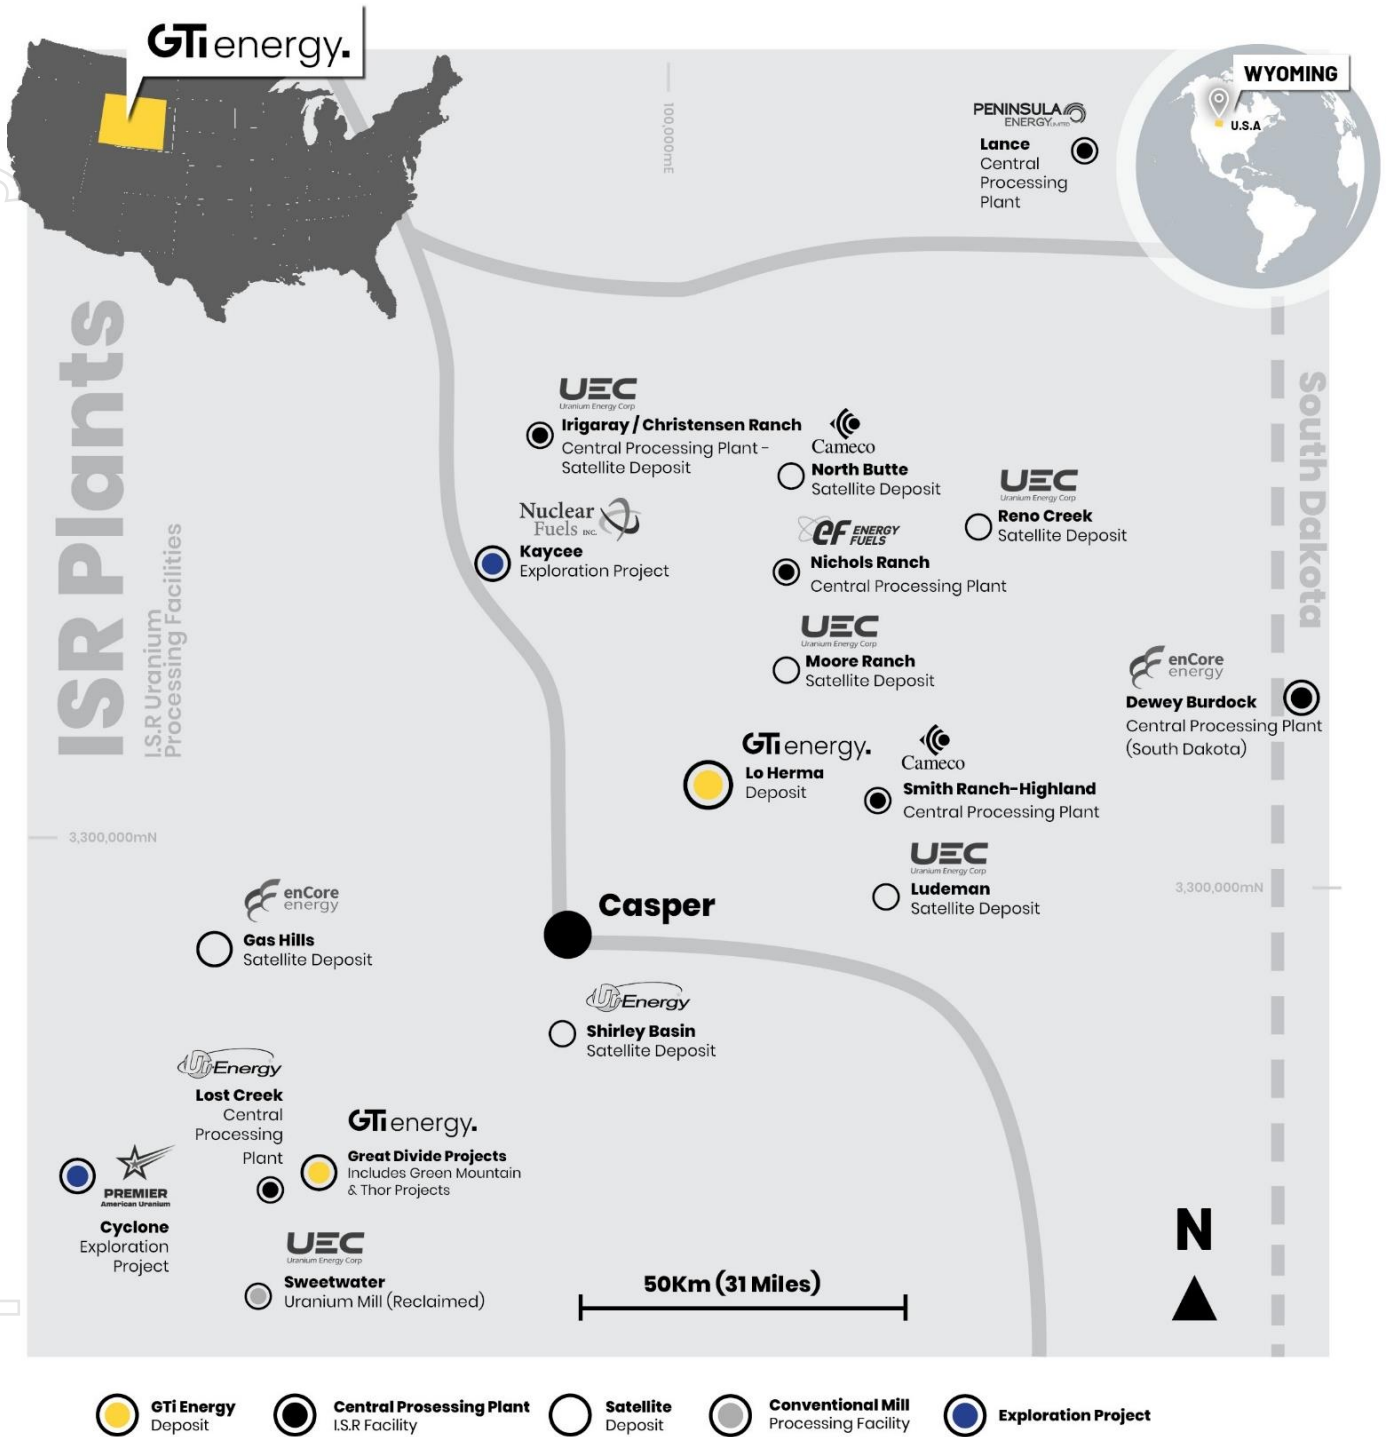 GTi energy.
WYOMING
U.S.A
100,000mE
PENINSULA
ENERGY LIMITED
Lance
Central
Processing
Plant
ISR Plants
I.S.R Uranium
Processing Facilities
South Dakota
UEC
Uranium Energy Corp
Irigaray / Christensen Ranch
Central Processing Plant -
Satellite Deposit
Cameco
North Butte
Satellite Deposit
UEC
Uranium Energy Corp
Reno Creek
Satellite Deposit
Nuclear
Fuels INC.
Kaycee
Exploration Project
ef ENERGY
FUELS
Nichols Ranch
Central Processing Plant
UEC
Uranium Energy Corp
Moore Ranch
Satellite Deposit
enCore
energy
Dewey Burdock
Central Processing Plant
(South Dakota)
GTi energy.
Lo Herma
Deposit
Cameco
Smith Ranch-Highland
Central Processing Plant
3,300,000mN
UEC
Uranium Energy Corp
Ludeman
Satellite Deposit
3,300,000mN
enCore
energy
Gas Hills
Satellite Deposit
Casper
Ur Energy
Shirley Basin
Satellite Deposit
Ur Energy
Lost Creek
Central
Processing
Plant
GTi energy.
Great Divide Projects
Includes Green Mountain
& Thor Projects
PREMIER
American Uranium
Cyclone
Exploration
Project
UEC
Uranium Energy Corp
Sweetwater
Uranium Mill (Reclaimed)
50Km (31 Miles)
N
GTi Energy
Deposit
Central Prosessing Plant
I.S.R Facility
Satellite
Deposit
Conventional Mill
Processing Facility
Exploration Project